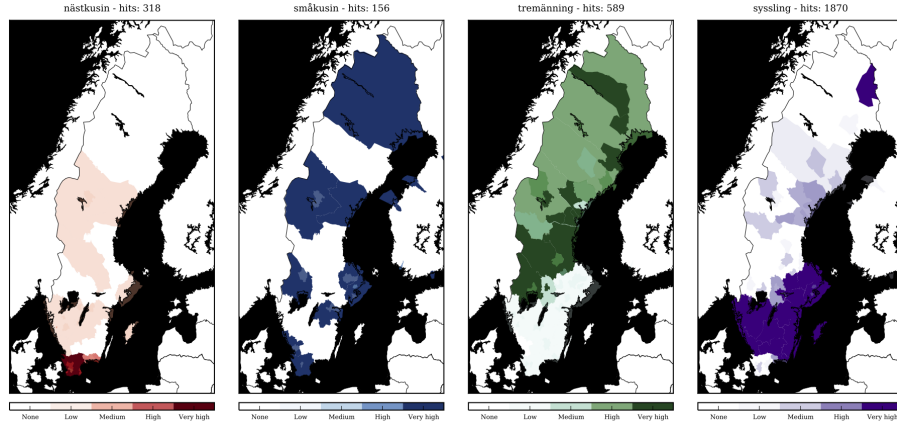 nästkusin - hits: 318
småkusin - hits: 156
tremänning - hits: 589
syssling - hits: 1870
None Low Medium High Very high
None Low Medium High Very high
None Low Medium High Very high
None Low Medium High Very high